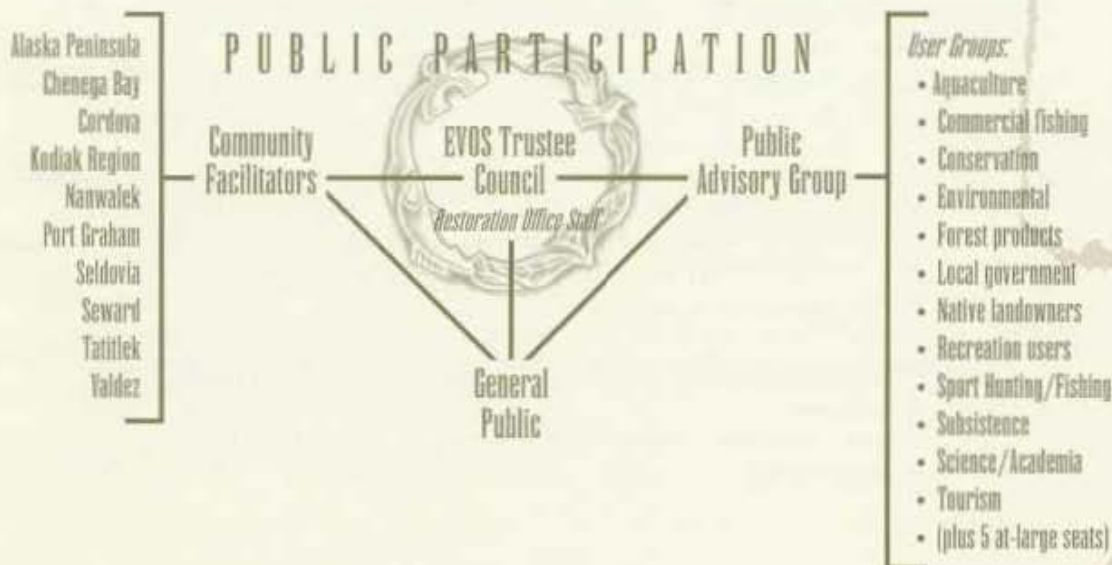 PUBLIC PARTICIPATION
Alaska Peninsula
Chenega Bay
Cordova
Kodiak Region
Nanwalek
Port Graham
Seldovia
Seward
Tatitlek
Valdez
Community
Facilitators
EVOS Trustee
Council
Restoration Office Staff
Public
Advisory Group
General
Public
User Groups:
• Aquaculture
• Commercial fishing
• Conservation
• Environmental
• Forest products
• Local government
• Native landowners
• Recreation users
• Sport Hunting/Fishing
• Subsistence
• Science/Academia
• Tourism
• (plus 5 at-large seats)